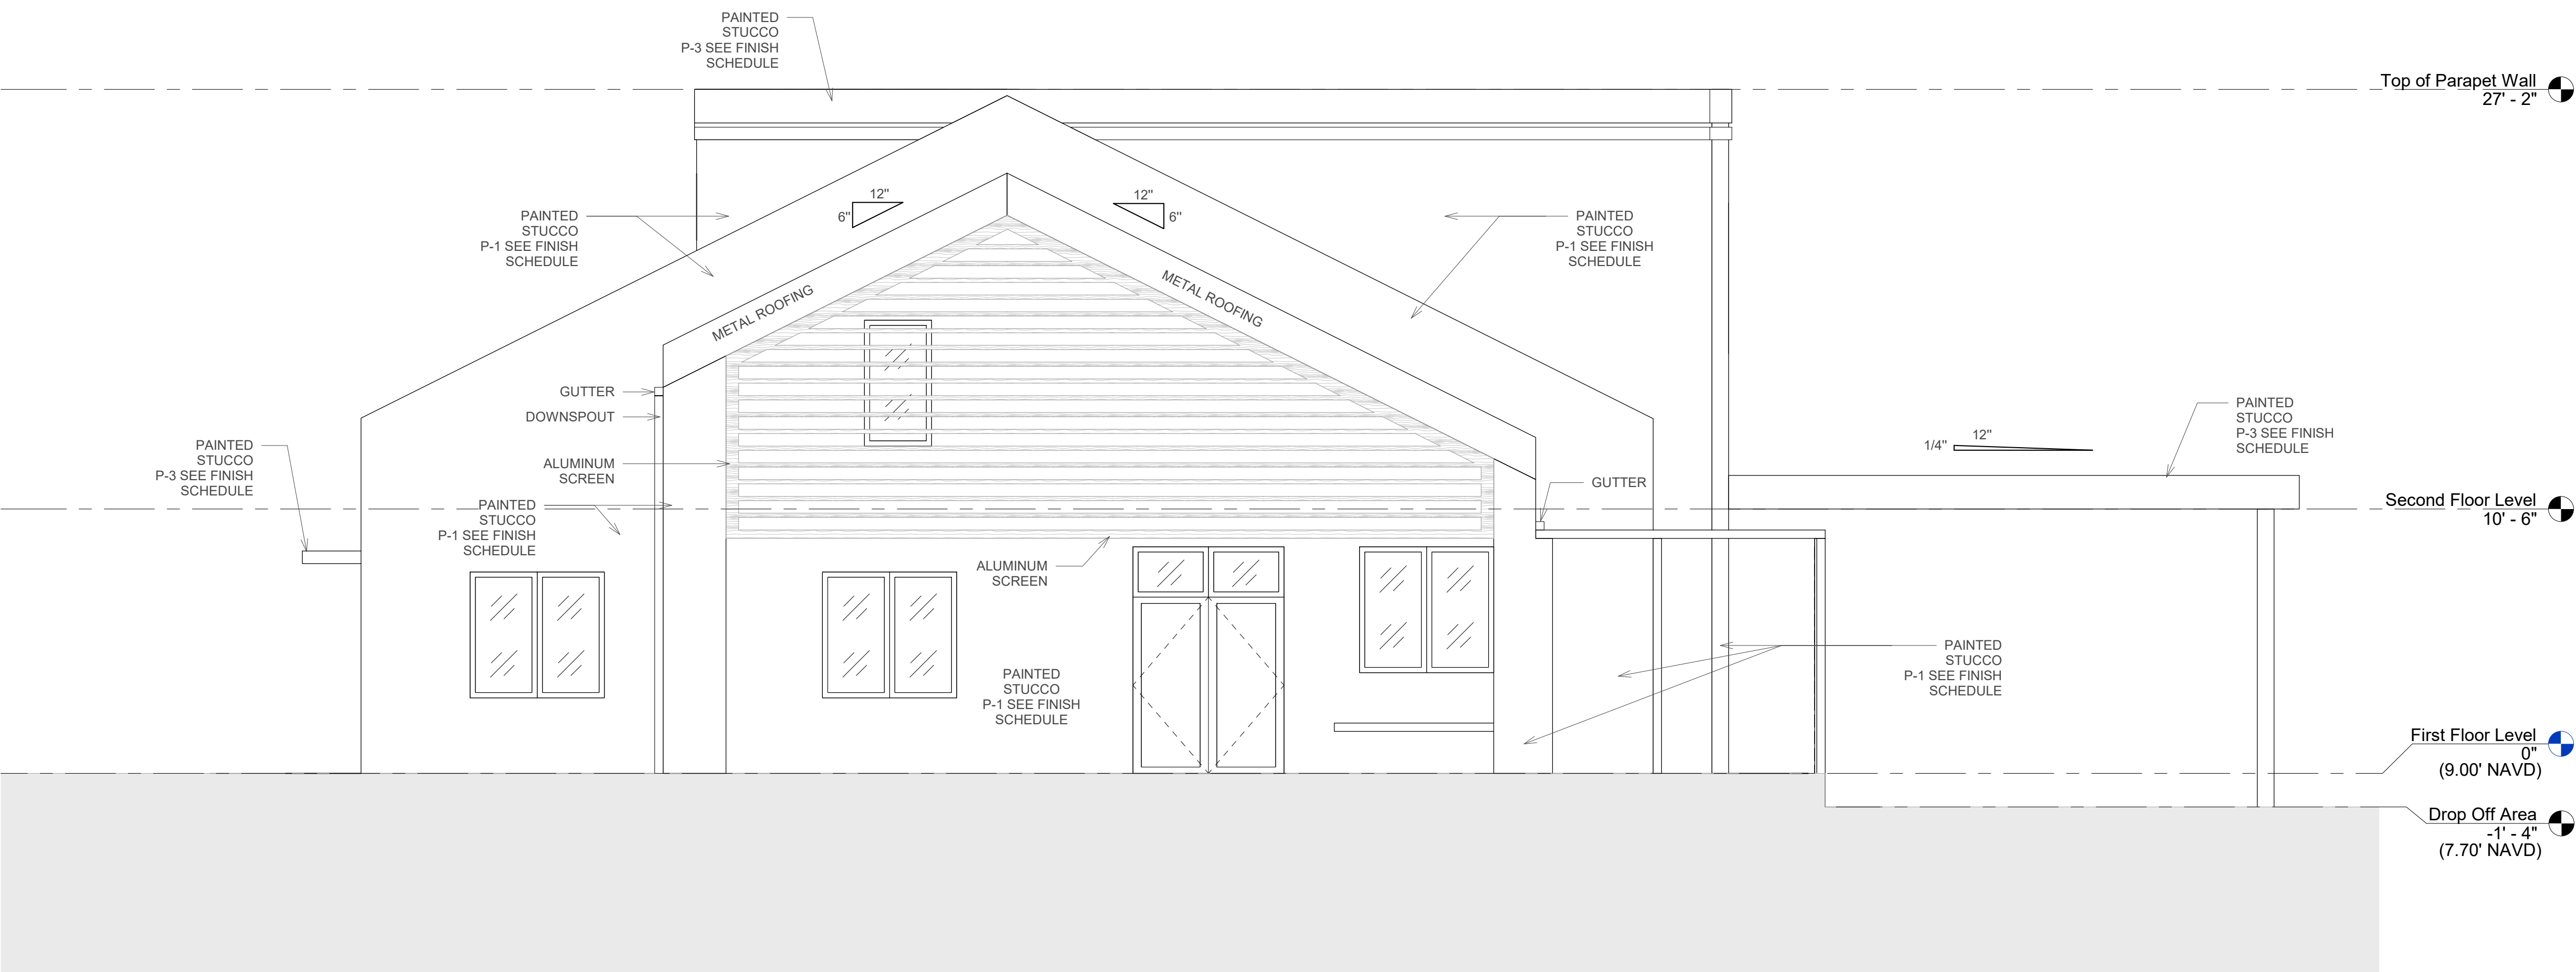 PAINTED
STUCCO
P-3 SEE FINISH
SCHEDULE
Top of Parapet Wall
27' - 2"
12"
6"
12"
6"
PAINTED
STUCCO
P-1 SEE FINISH
SCHEDULE
PAINTED
STUCCO
P-1 SEE FINISH
SCHEDULE
METAL ROOFING
METAL ROOFING
GUTTER
DOWNSPOUT
PAINTED
STUCCO
P-3 SEE FINISH
SCHEDULE
ALUMINUM
SCREEN
PAINTED
STUCCO
P-1 SEE FINISH
SCHEDULE
GUTTER
1/4"
12"
PAINTED
STUCCO
P-3 SEE FINISH
SCHEDULE
Second Floor Level
10' - 6"
ALUMINUM
SCREEN
PAINTED
STUCCO
P-1 SEE FINISH
SCHEDULE
PAINTED
STUCCO
P-1 SEE FINISH
SCHEDULE
First Floor Level
0"
(9.00' NAVD)
Drop Off Area
-1' - 4"
(7.70' NAVD)